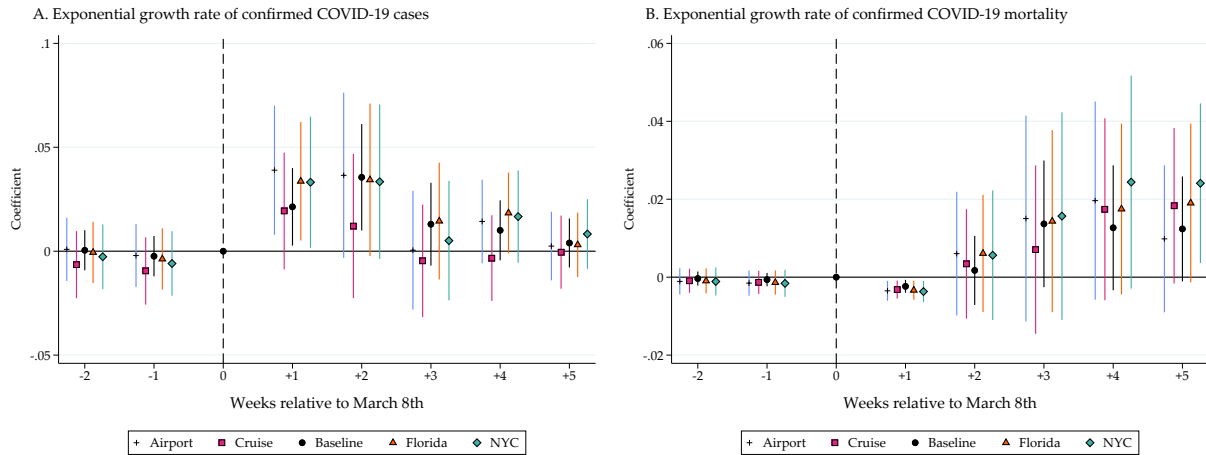 A. Exponential growth rate of confirmed COVID-19 cases
.1
.05
0
-.05
Coefficient
-2 -1 0 +1 +2 +3 +4 +5
Weeks relative to March 8th
Airport Cruise Baseline Florida NYC
B. Exponential growth rate of confirmed COVID-19 mortality
.06
.04
.02
0
-.02
Coefficient
-2 -1 0 +1 +2 +3 +4 +5
Weeks relative to March 8th
Airport Cruise Baseline Florida NYC